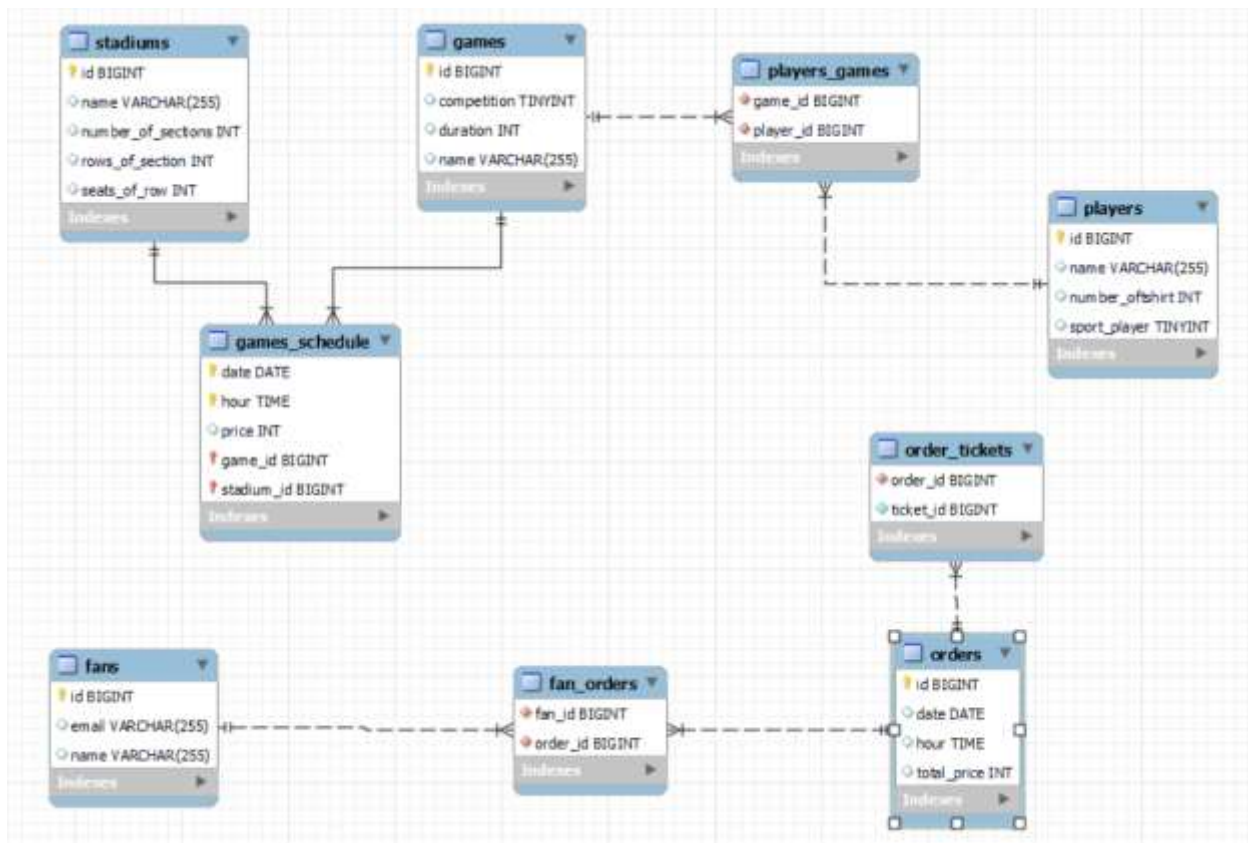 stadiums
id BIGINT
name VARCHAR(255)
number_of_sections INT
rows_of_section INT
seats_of_row INT
Indexes
games
id BIGINT
competition TINYINT
duration INT
name VARCHAR(255)
Indexes
players_games
game_id BIGINT
player_id BIGINT
Indexes
players
id BIGINT
name VARCHAR(255)
number_oftshirt INT
sport_player TINYINT
Indexes
games_schedule
date DATE
hour TIME
price INT
game_id BIGINT
stadium_id BIGINT
Indexes
order_tickets
order_id BIGINT
ticket_id BIGINT
Indexes
fans
id BIGINT
email VARCHAR(255)
name VARCHAR(255)
Indexes
fan_orders
fan_id BIGINT
order_id BIGINT
Indexes
orders
id BIGINT
date DATE
hour TIME
total_price INT
Indexes